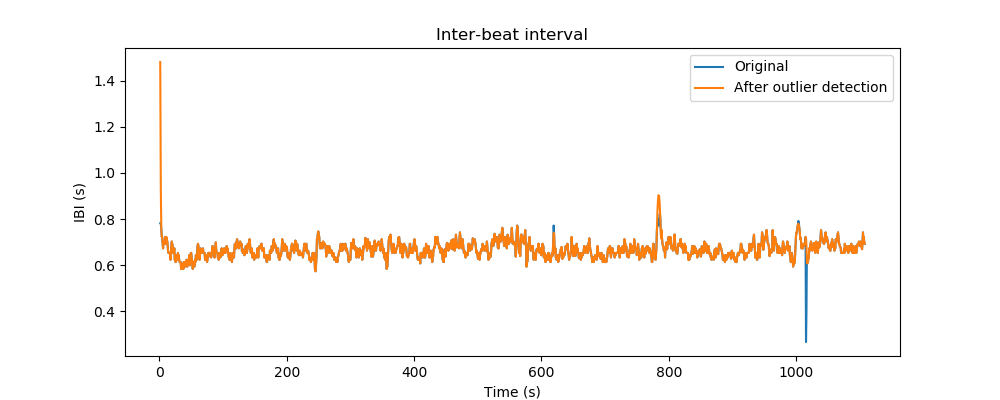 Inter-beat interval
Original
After outlier detection
IBI (s)
1.4
1.2
1.0
0.8
0.6
0.4
0
200
400
600
800
1000
Time (s)